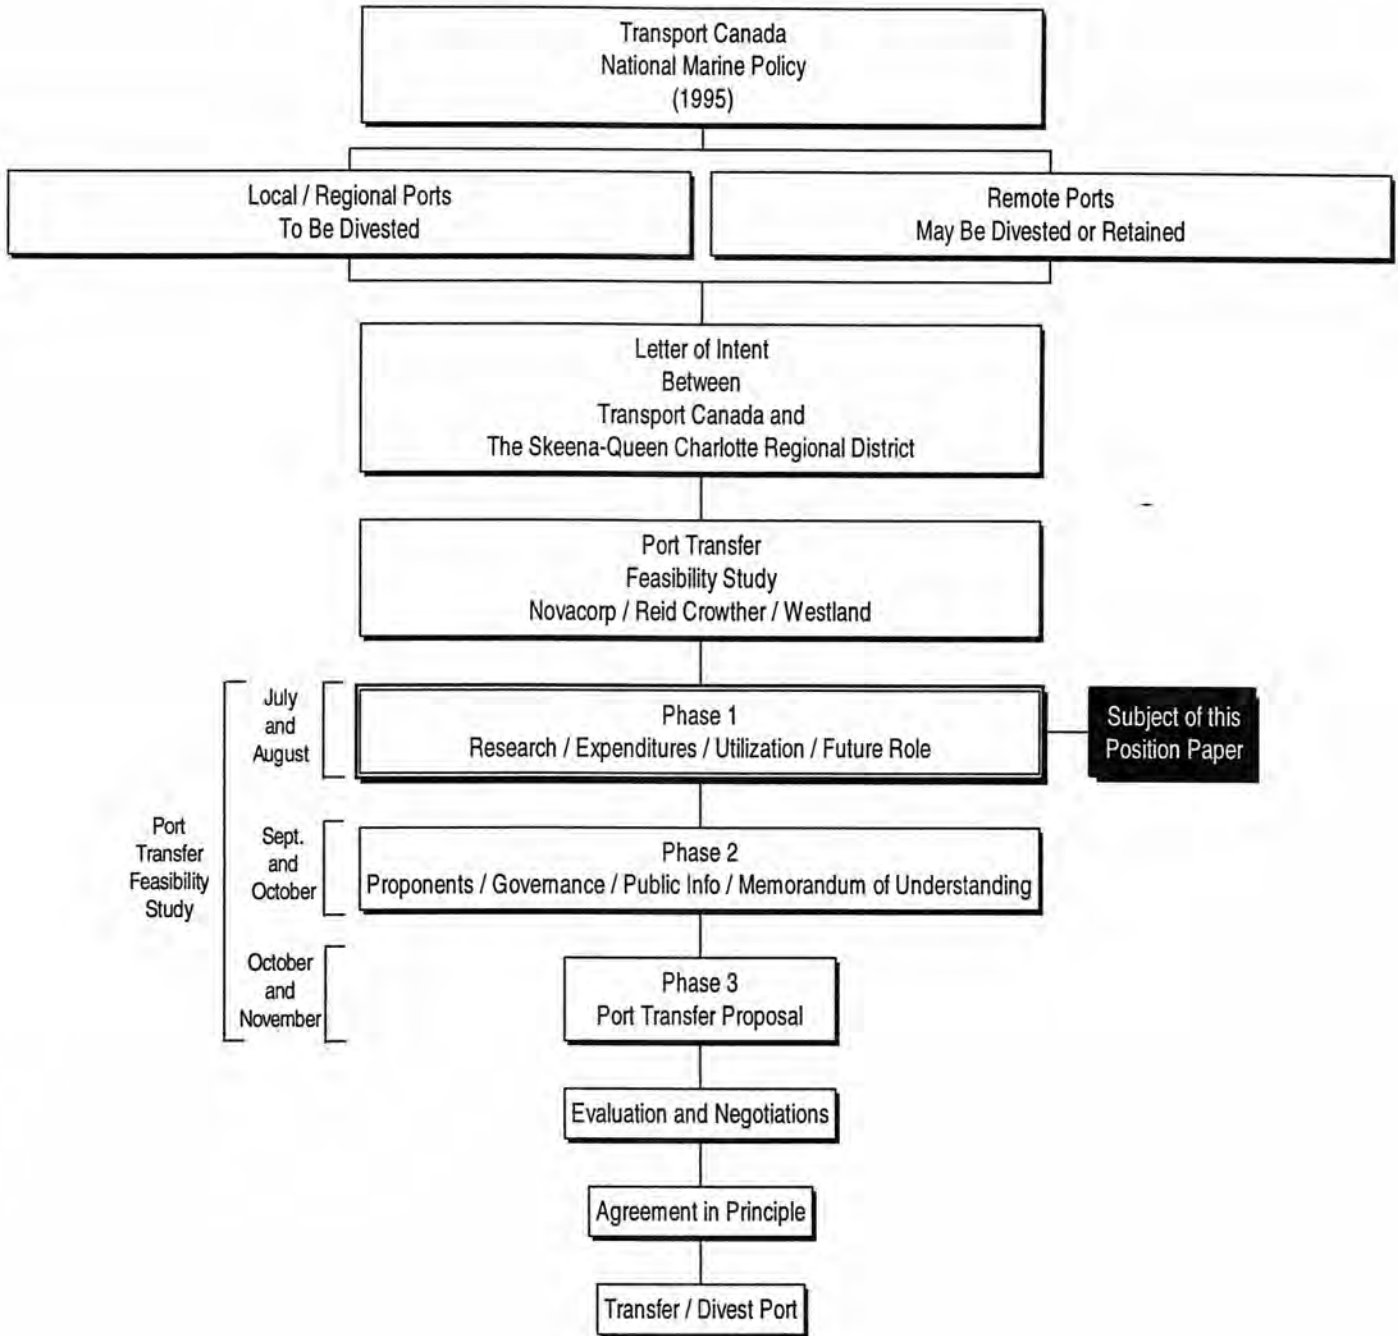 Transport Canada
National Marine Policy
(1995)
Local / Regional Ports
To Be Divested
Remote Ports
May Be Divested or Retained
Letter of Intent
Between
Transport Canada and
The Skeena-Queen Charlotte Regional District
Port Transfer
Feasibility Study
Novacorp / Reid Crowther / Westland
Port
Transfer
Feasibility
Study
July
and
August
Phase 1
Research / Expenditures / Utilization / Future Role
Subject of this
Position Paper
Sept.
and
October
Phase 2
Proponents / Governance / Public Info / Memorandum of Understanding
October
and
November
Phase 3
Port Transfer Proposal
Evaluation and Negotiations
Agreement in Principle
Transfer / Divest Port